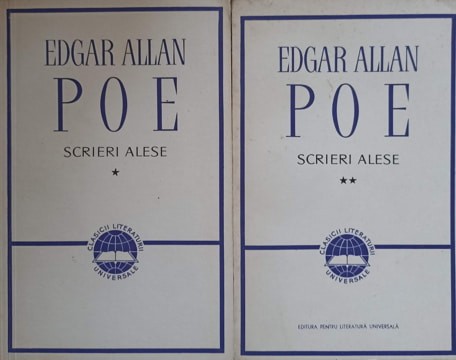 EDGAR ALLAN
POE
SCRIERI ALESE
★
CLASICII LITERATURII
UNIVERSALE
EDGAR ALLAN
POE
SCRIERI ALESE
★★
CLASICII LITERATURII
UNIVERSALE
EDITURA PENTRU LITERATURĂ UNIVERSALĂ